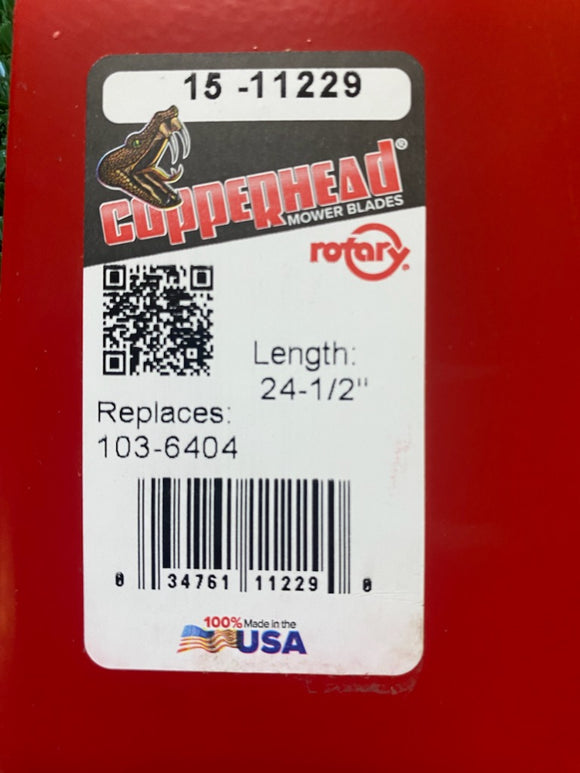 15 -11229
COPPERHEAD®
MOWER BLADES
rotary®
Length:
24-1/2"
Replaces:
103-6404
0 34761 11229 0
100% Made in the
USA